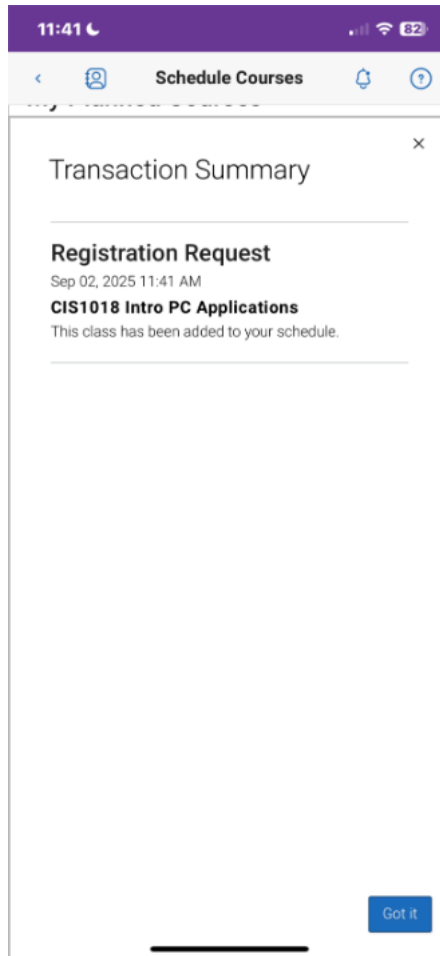 11:41
82
Schedule Courses
Transaction Summary
Registration Request
Sep 02, 2025 11:41 AM
CIS1018 Intro PC Applications
This class has been added to your schedule.
Got it